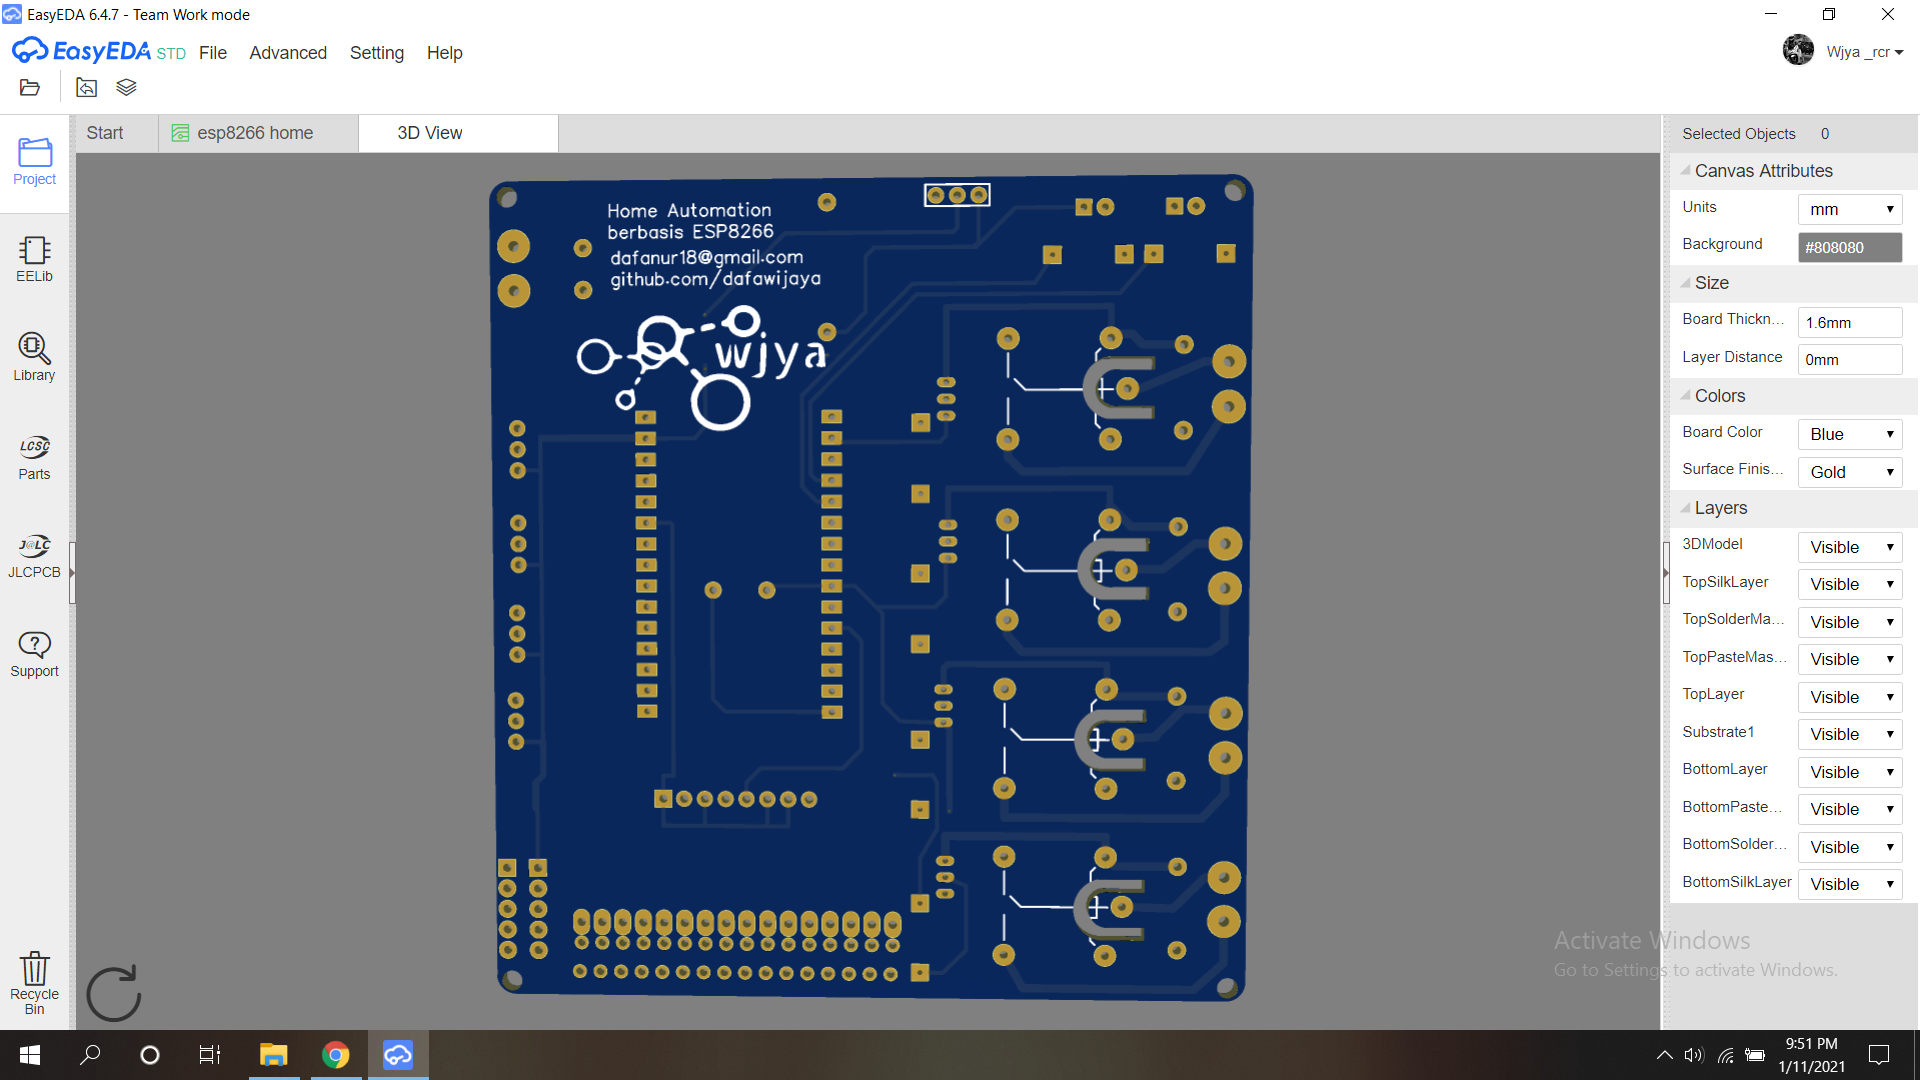 EasyEDA 6.4.7 - Team Work mode
EasyEDA STD File Advanced Setting Help
Wjya _rcr
Start
esp8266 home
3D View
Project
EELib
Library
LCSC
Parts
J@LC
JLCPCB
Support
Recycle
Bin
Home Automation
berbasis ESP8266
dafanur18@gmail.com
github.com/dafawijaya
wjya
Selected Objects 0
Canvas Attributes
Units mm
Background #808080
Size
Board Thickn... 1.6mm
Layer Distance 0mm
Colors
Board Color Blue
Surface Finis... Gold
Layers
3DModel Visible
TopSilkLayer Visible
TopSolderMa... Visible
TopPasteMas... Visible
TopLayer Visible
Substrate1 Visible
BottomLayer Visible
BottomPaste... Visible
BottomSolder... Visible
BottomSilkLayer Visible
Activate Windows
Go to Settings to activate Windows.
9:51 PM
1/11/2021